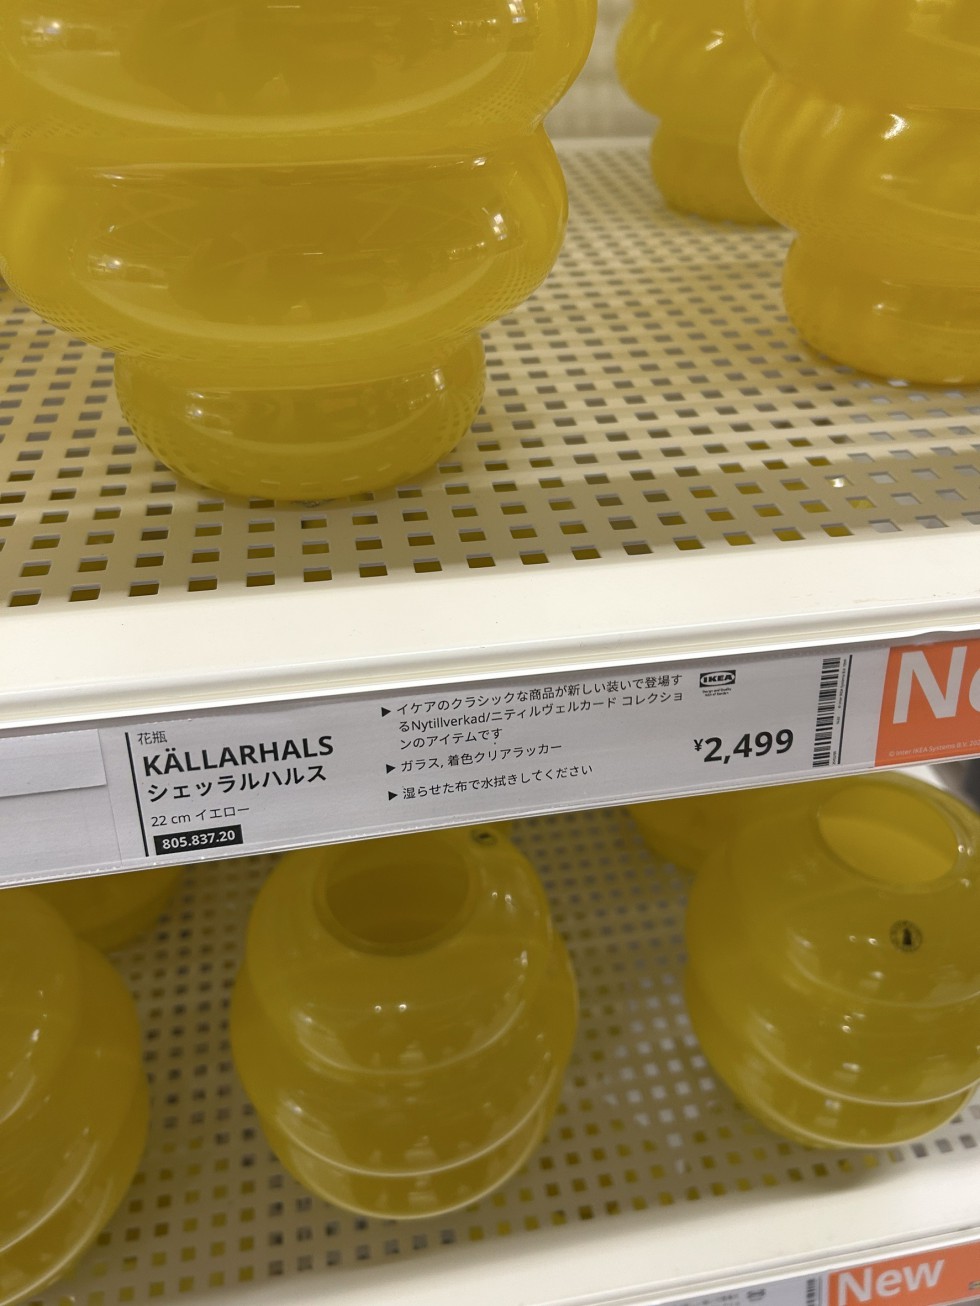 花瓶
KÄLLARHALS
シェッラルハルス
22 cm イエロー
805.837.20
▶ イケアのクラシックな商品が新しい装いで登場す
るNytillverkad/ニティルヴェルカード コレクショ
ンのアイテムです
▶ ガラス, 着色クリアラッカー
▶ 湿らせた布で水拭きしてください
IKEA
¥2,499
Ne
© Inter IKEA Systems B.V. 20
New